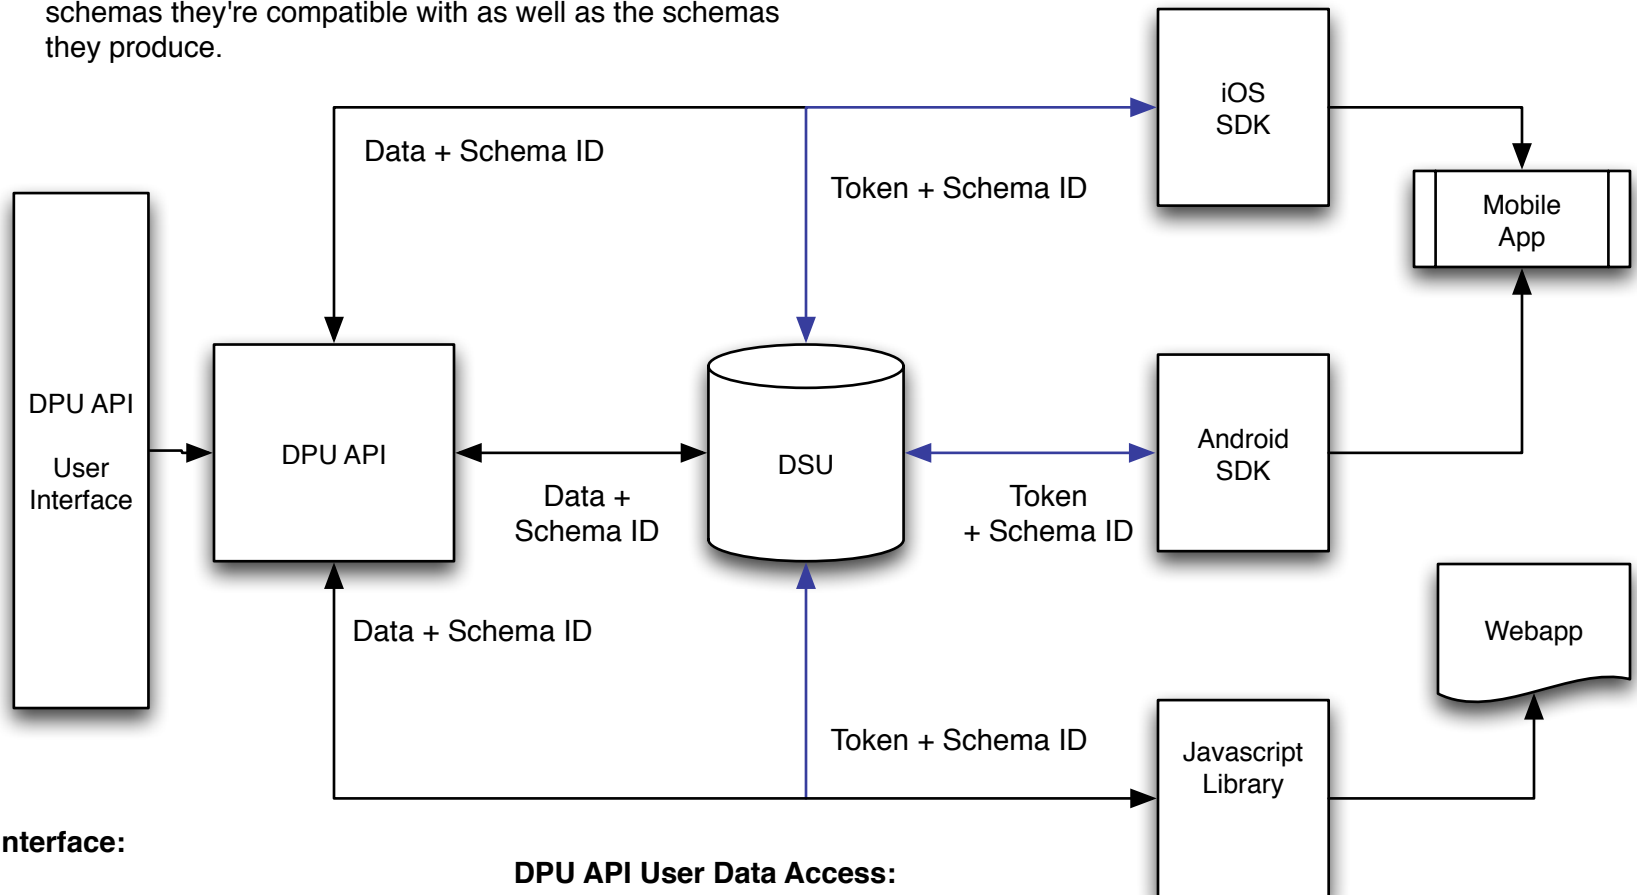 schemas they're compatible with as well as the schemas
they produce.
iOS
SDK
Data + Schema ID
Token + Schema ID
Mobile
App
DPU API
User
Interface
DPU API
DSU
Android
SDK
Data +
Schema ID
Token
+ Schema ID
Data + Schema ID
Webapp
Token + Schema ID
Javascript
Library
nterface:
DPU API User Data Access: